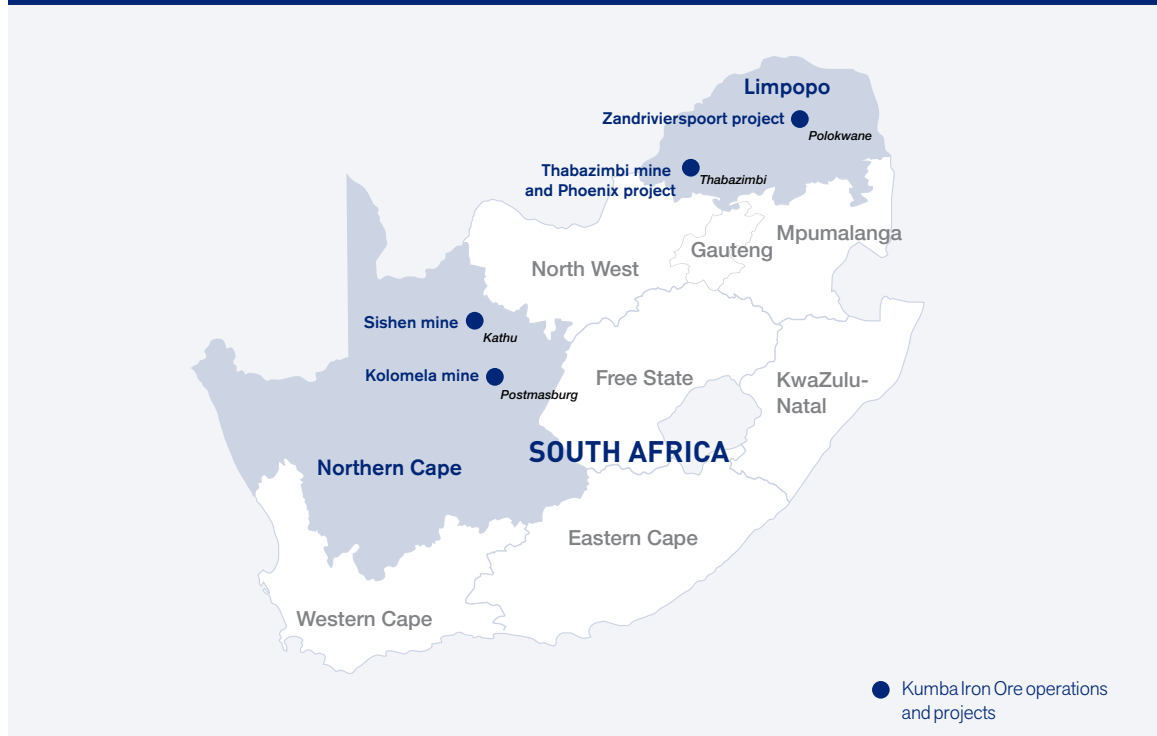 Limpopo
Zandrivierspoort project
Polokwane
Thabazimbi mine
and Phoenix project
Thabazimbi
Mpumalanga
Gauteng
North West
Sishen mine
Kathu
Kolomela mine
Postmasburg
Free State
KwaZulu-
Natal
SOUTH AFRICA
Northern Cape
Eastern Cape
Western Cape
Kumba Iron Ore operations
and projects